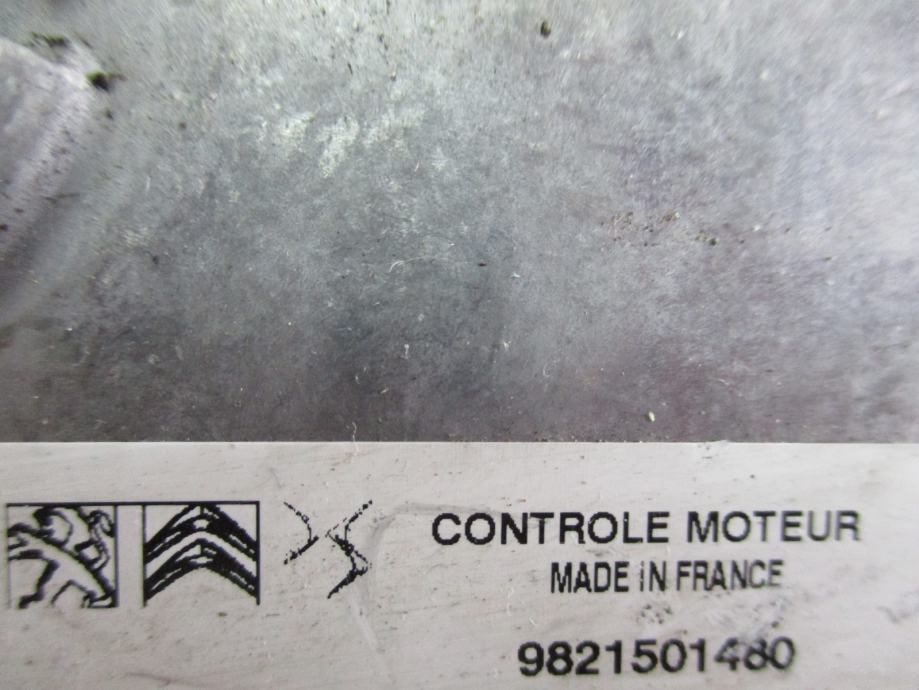 CONTROLE MOTEUR
MADE IN FRANCE
9821501480